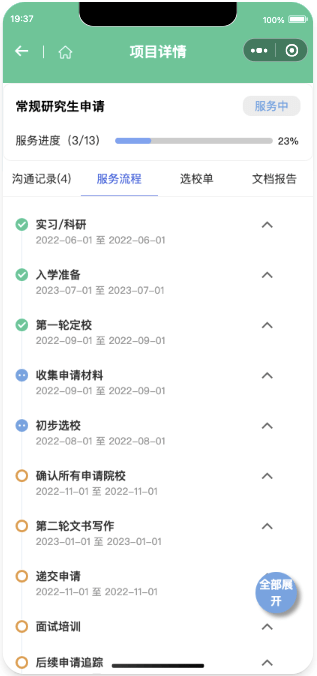 19:37
100%
项目详情
常规研究生申请
服务中
服务进度（3/13）
23%
沟通记录(4)
服务流程
选校单
文档报告
实习/科研
2022-06-01 至 2022-06-01
入学准备
2023-07-01 至 2023-07-01
第一轮定校
2022-09-01 至 2022-09-01
收集申请材料
2022-09-01 至 2022-09-01
初步选校
2022-08-01 至 2022-08-01
确认所有申请院校
2022-11-01 至 2022-11-01
第二轮文书写作
2023-01-01 至 2023-01-01
递交申请
2022-11-01 至 2022-11-01
全部展
开
面试培训
后续申请追踪